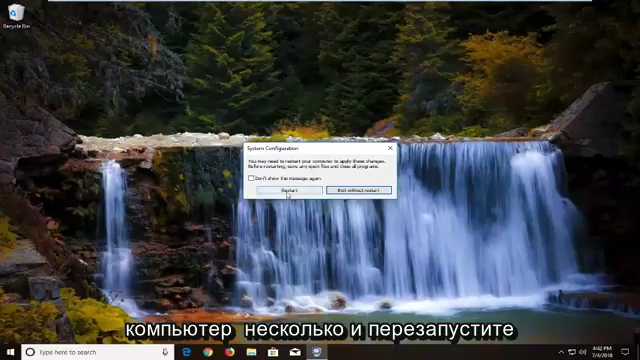 Recycle Bin
System Configuration
You may need to restart your computer to apply these changes.
Before restarting, save any open files and close all programs.
Don't show this message again.
Restart
Exit without restart
компьютер несколько и перезапустите
Type here to search
4:42 PM
7/4/2018